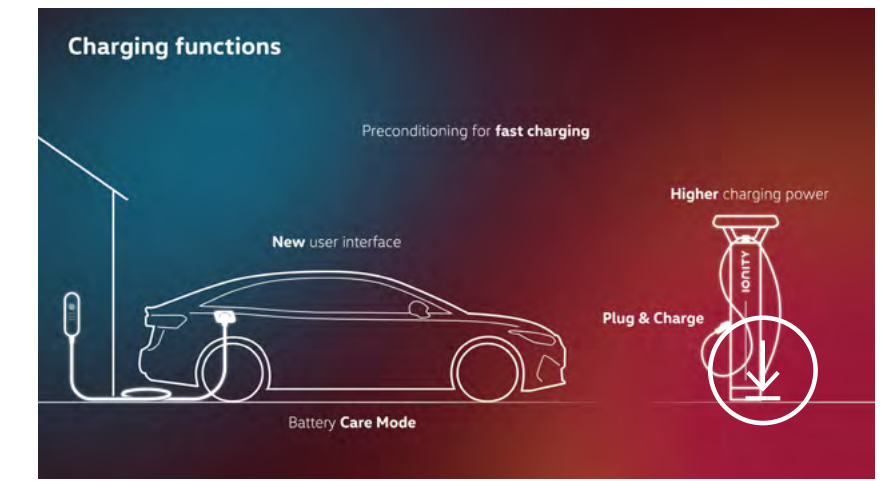 Charging functions
Preconditioning for fast charging
Higher charging power
New user interface
IONITY
Plug & Charge
Battery Care Mode